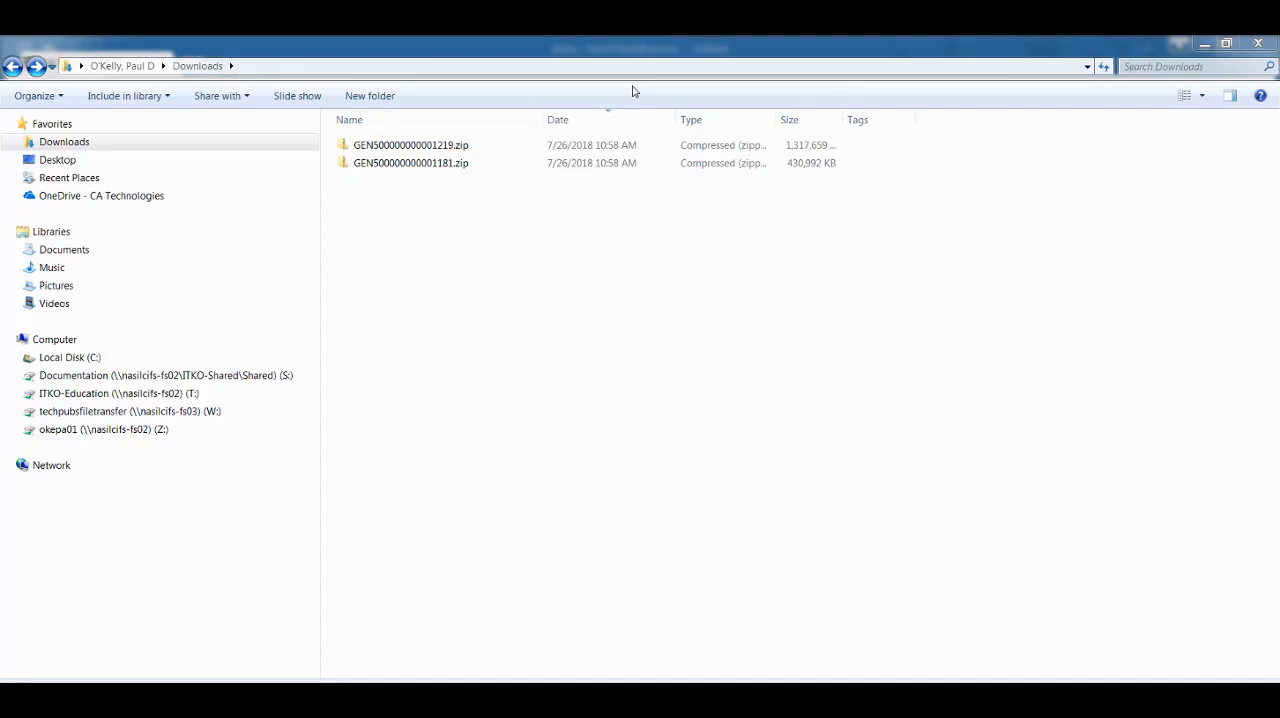 O'Kelly, Paul D Downloads Search Downloads
Organize Include in library Share with Slide show New folder
Name Date Type Size Tags
Favorites
Downloads
Desktop
Recent Places
OneDrive - CA Technologies
Libraries
Documents
Music
Pictures
Videos
Computer
Local Disk (C:)
Documentation (\\nasilcifs-fs02\ITKO-Shared\Shared) (S:)
ITKO-Education (\\nasilcifs-fs02) (T:)
techpubsfiletransfer (\\nasilcifs-fs03) (W:)
okepa01 (\\nasilcifs-fs02) (Z:)
Network
GEN500000000001219.zip 7/26/2018 10:58 AM Compressed (zipp... 1,317,659 ...
GEN500000000001181.zip 7/26/2018 10:58 AM Compressed (zipp... 430,992 KB